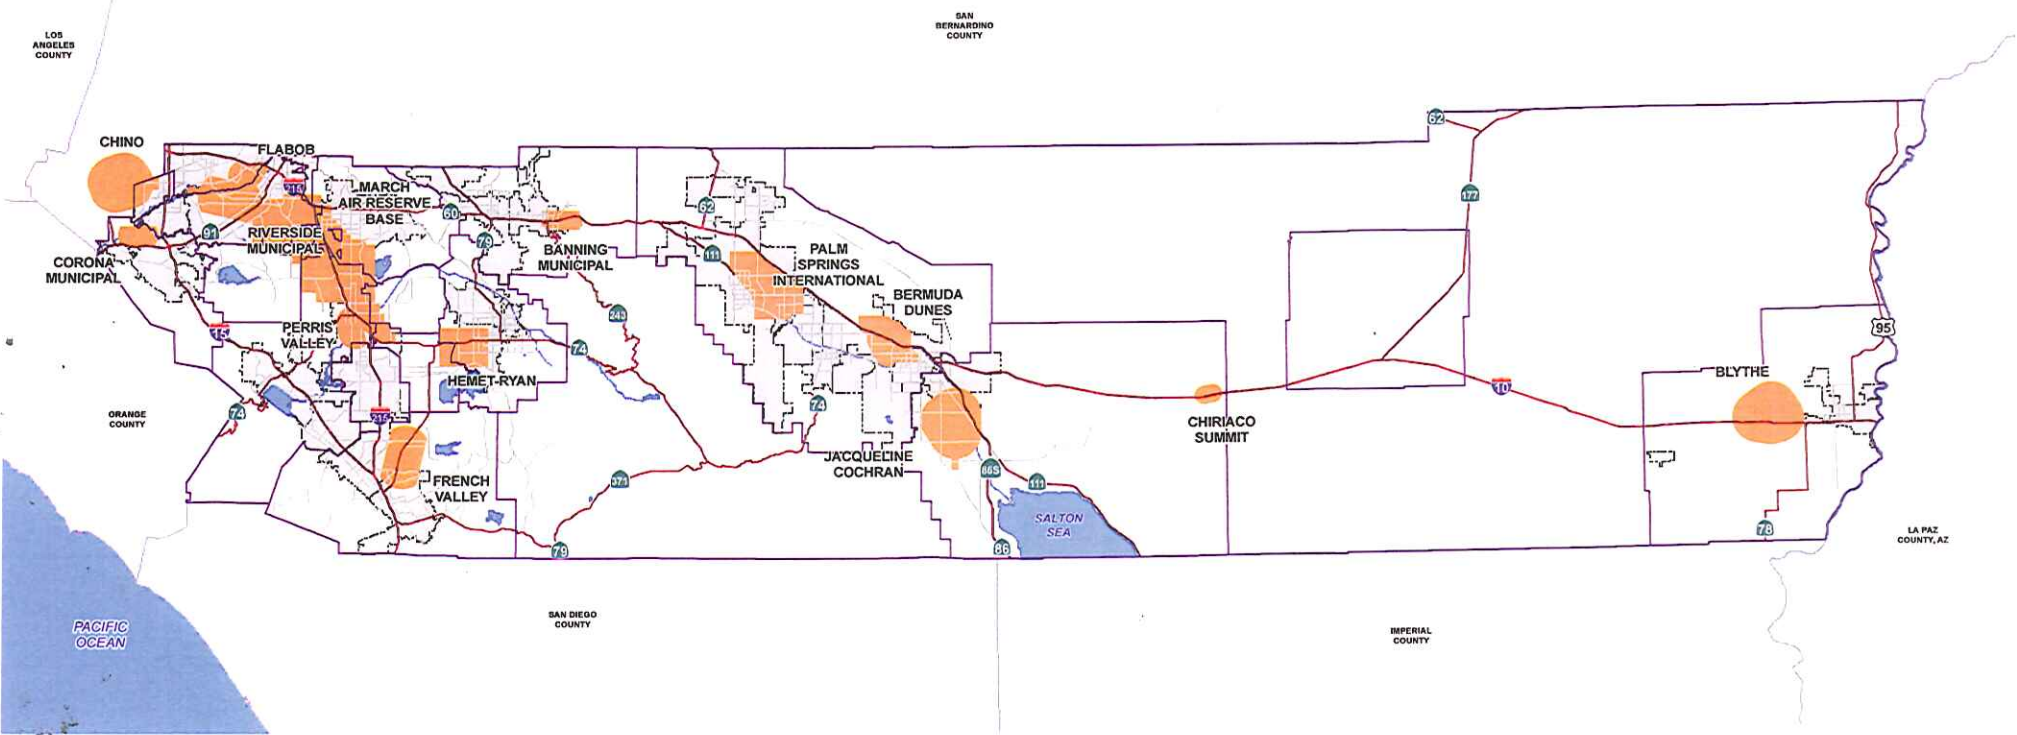 SAN
BERNARDINO
COUNTY
LOS
ANGELES
COUNTY
62
CHINO
FLABOB
215
MARCH
AIR RESERVE
BASE
177
60
62
91
RIVERSIDE
MUNICIPAL
79
BANNING
MUNICIPAL
111
PALM
SPRINGS
INTERNATIONAL
CORONA
MUNICIPAL
BERMUDA
DUNES
243
15
PERRIS
VALLEY
95
74
HEMET-RYAN
BLYTHE
10
74
74
215
ORANGE
COUNTY
CHIRIACO
SUMMIT
JACQUELINE
COCHRAN
86S
371
111
FRENCH
VALLEY
SALTON
SEA
78
79
86
LA PAZ
COUNTY, AZ
SAN DIEGO
COUNTY
PACIFIC
OCEAN
IMPERIAL
COUNTY